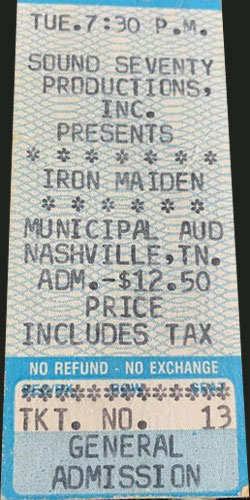 TUE.7:30 P.M.
SOUND SEVENTY
PRODUCTIONS,
INC.
PRESENTS
* * * * * * *
IRON MAIDEN
* * * * * *
MUNICIPAL AUD
NASHVILLE,TN.
ADM.-$12.50
PRICE
INCLUDES TAX
NO REFUND - NO EXCHANGE
TKT. NO. 13
GENERAL
ADMISSION